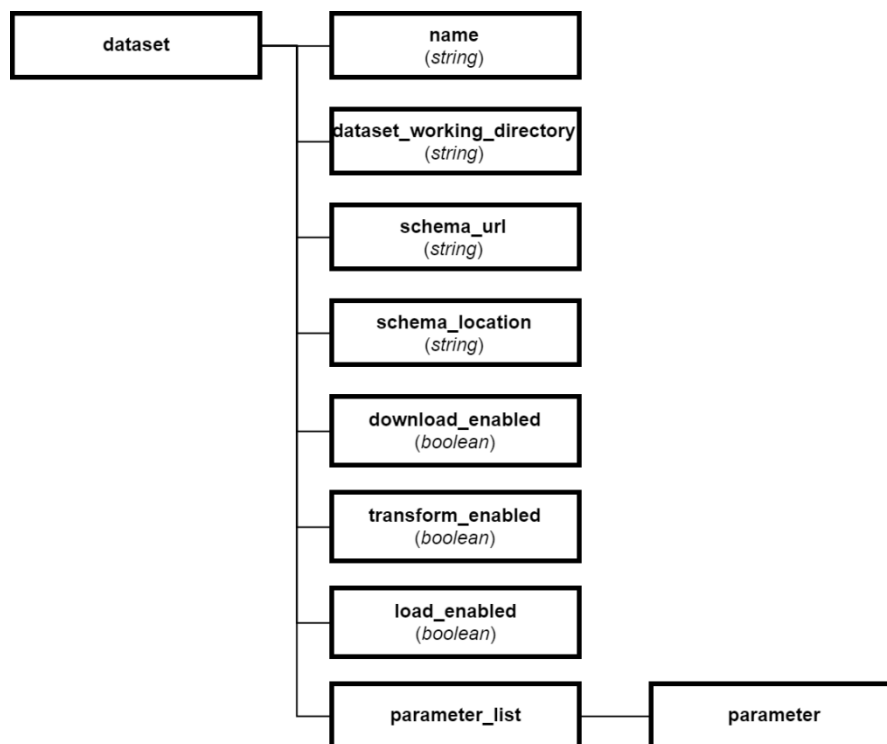 dataset
name
(string)
dataset_working_directory
(string)
schema_url
(string)
schema_location
(string)
download_enabled
(boolean)
transform_enabled
(boolean)
load_enabled
(boolean)
parameter_list
parameter